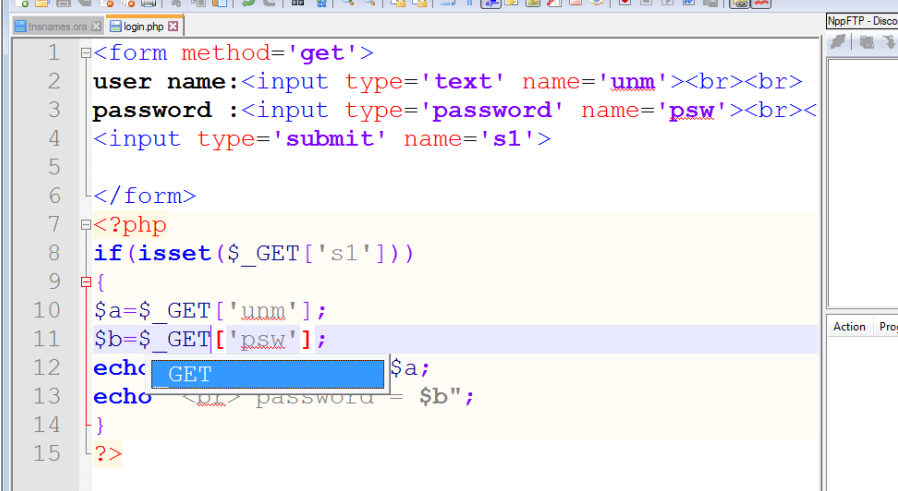 tnsnames.ora login.php
NppFTP - Disco
1 <form method='get'>
2 user name:<input type='text' name='unm'><br><br>
3 password :<input type='password' name='psw'><br><
4 <input type='submit' name='s1'>
5
6 </form>
7 <?php
8 if(isset($_GET['s1']))
9 {
10 $a=$_GET['unm'];
11 $b=$_GET['psw'];
12 echo $a;
_GET
13 echo "<br> password = $b";
14 }
15 ?>
Action Prog